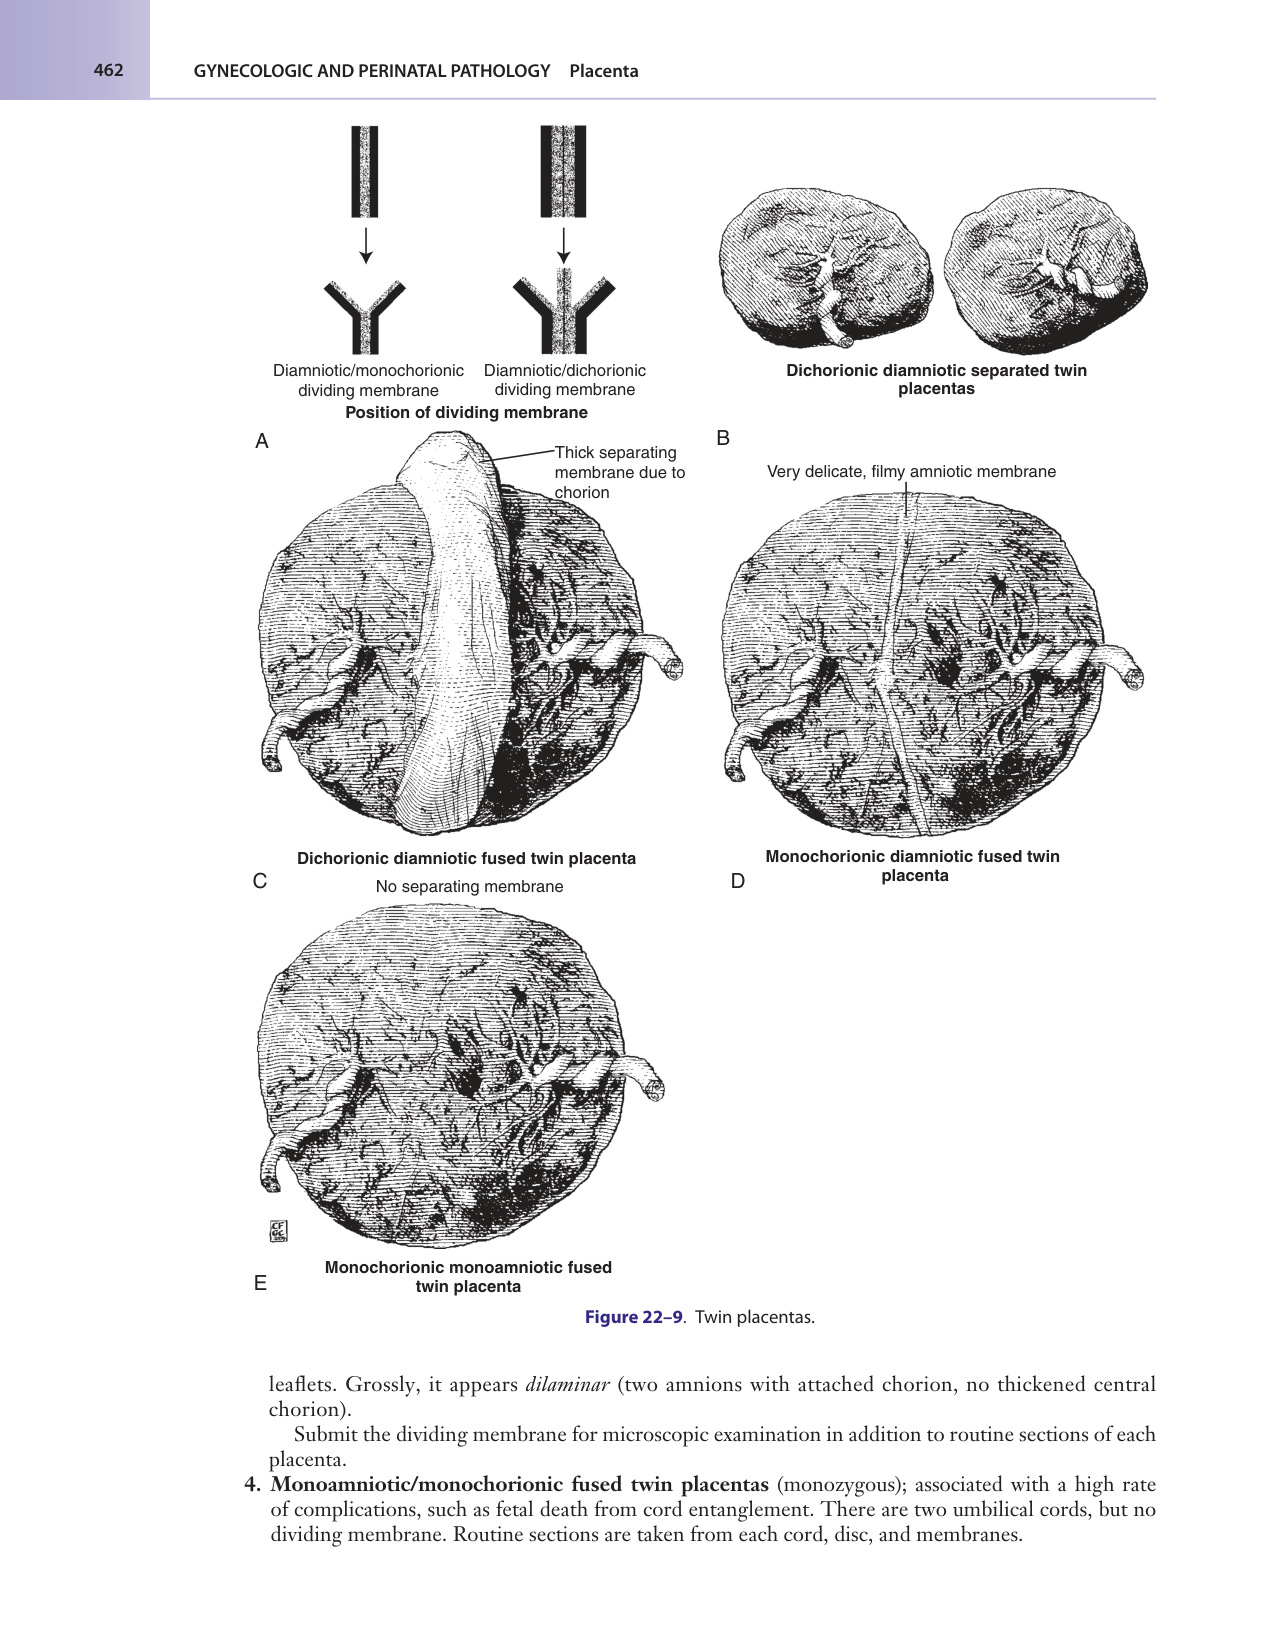 462
GYNECOLOGIC AND PERINATAL PATHOLOGY Placenta
Diamniotic/monochorionic
dividing membrane
Diamniotic/dichorionic
dividing membrane
Position of dividing membrane
A
Dichorionic diamniotic separated twin
placentas
B
Thick separating
membrane due to
chorion
Dichorionic diamniotic fused twin placenta
C
Very delicate, filmy amniotic membrane
Monochorionic diamniotic fused twin
placenta
D
No separating membrane
Monochorionic monoamniotic fused
twin placenta
E
Figure 22–9. Twin placentas.
leaflets. Grossly, it appears dilaminar (two amnions with attached chorion, no thickened central
chorion).
Submit the dividing membrane for microscopic examination in addition to routine sections of each
placenta.
4. Monoamniotic/monochorionic fused twin placentas (monozygous); associated with a high rate
of complications, such as fetal death from cord entanglement. There are two umbilical cords, but no
dividing membrane. Routine sections are taken from each cord, disc, and membranes.